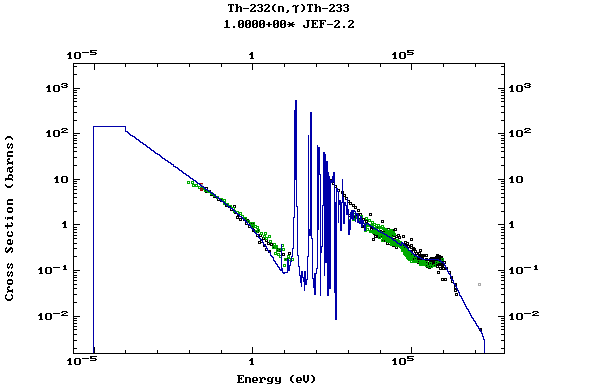 Th-232(n,γ)Th-233
1.0000+00* JEF-2.2
10⁻⁵ 1 10⁵
10³ 10³
10² 10²
10 10
1 1
10⁻¹ 10⁻¹
10⁻² 10⁻²
10⁻⁵ 1 10⁵
Cross Section (barns)
Energy (eV)